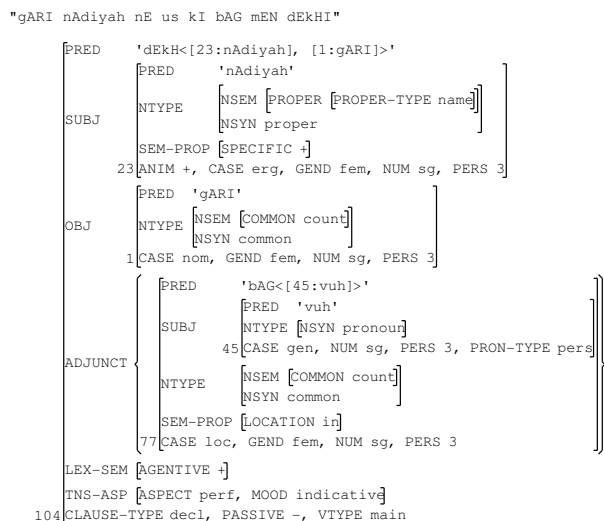 "gARI nAdiyah nE us kI bAG mEN dEkHI"
PRED 'dEkH<[23:nAdiyah], [1:gARI]>'
PRED 'nAdiyah'
NTYPE NSEM PROPER PROPER-TYPE name
NSYN proper
SUBJ
SEM-PROP SPECIFIC +
23 ANIM +, CASE erg, GEND fem, NUM sg, PERS 3
PRED 'gARI'
NTYPE NSEM COMMON count
NSYN common
OBJ
1 CASE nom, GEND fem, NUM sg, PERS 3
PRED 'bAG<[45:vuh]>'
PRED 'vuh'
SUBJ NTYPE NSYN pronoun
45 CASE gen, NUM sg, PERS 3, PRON-TYPE pers
ADJUNCT
NTYPE NSEM COMMON count
NSYN common
SEM-PROP LOCATION in
77 CASE loc, GEND fem, NUM sg, PERS 3
LEX-SEM AGENTIVE +
TNS-ASP ASPECT perf, MOOD indicative
104 CLAUSE-TYPE decl, PASSIVE -, VTYPE main